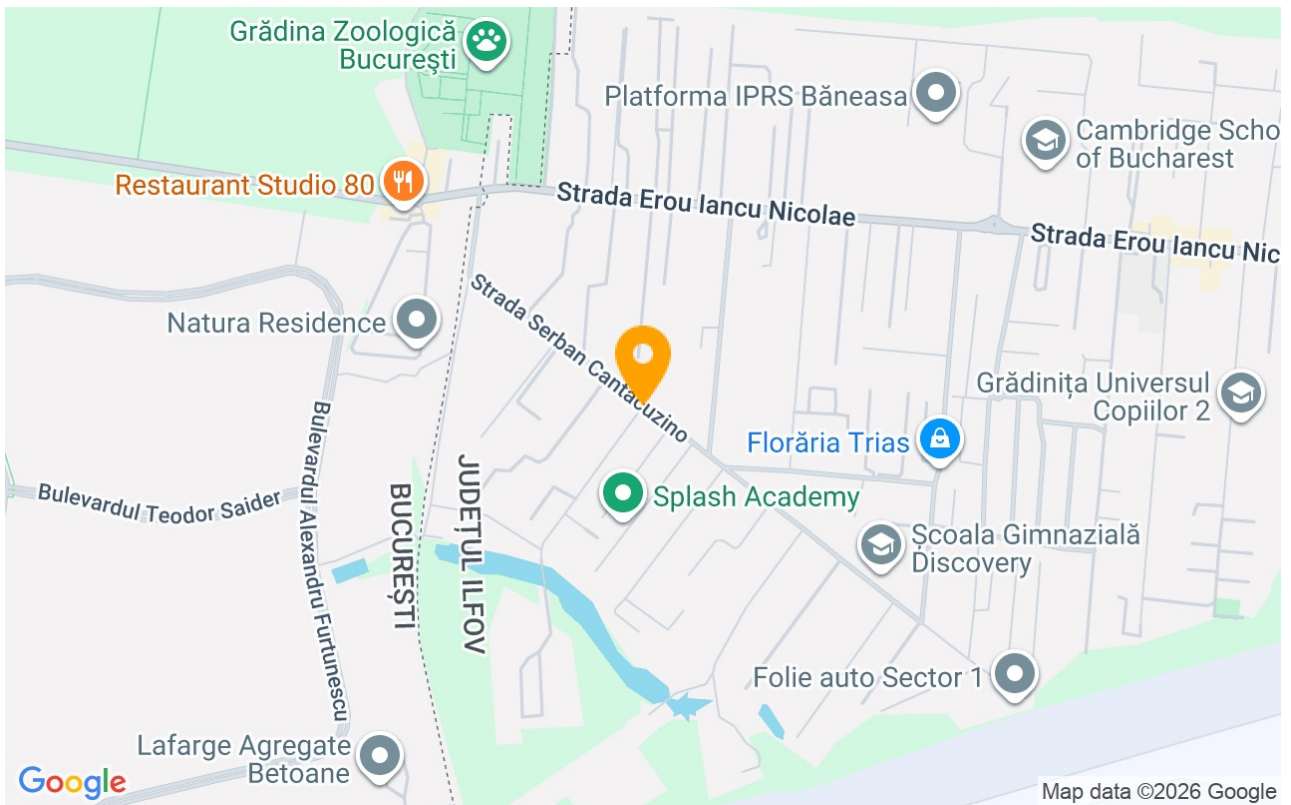 Grădina Zoologică
Bucureşti
Platforma IPRS Băneasa
Cambridge Scho
of Bucharest
Restaurant Studio 80
Strada Erou Iancu Nicolae
Strada Erou Iancu Nic
Strada Serban Cantacuzino
Natura Residence
Grădinița Universul
Copiilor 2
Florăria Trias
Bulevardul Alexandru Furtunescu
Bulevardul Teodor Saider
BUCUREȘTI
JUDEȚUL ILFOV
Splash Academy
Școala Gimnazială
Discovery
Folie auto Sector 1
Lafarge Agregate
Betoane
Google
Map data ©2026 Google